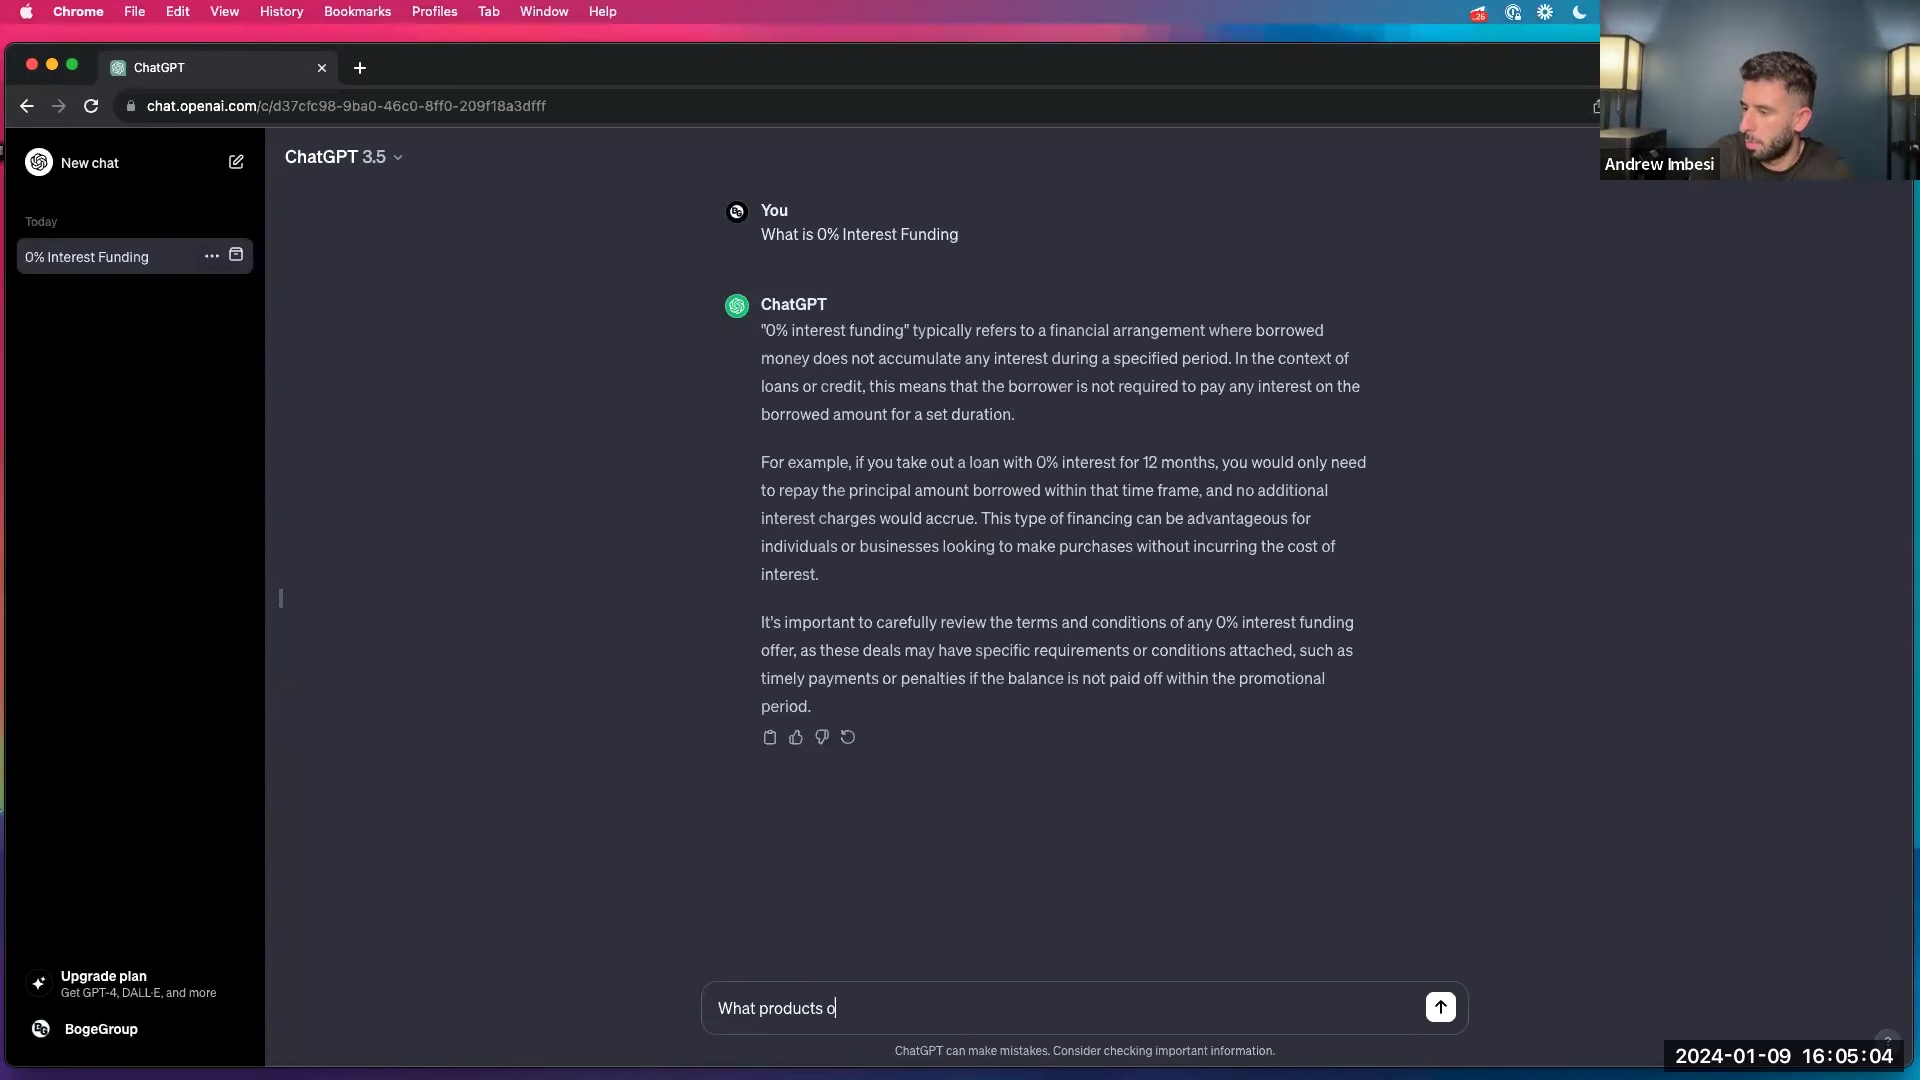 Chrome File Edit View History Bookmarks Profiles Tab Window Help
26
ChatGPT
chat.openai.com/c/d37cfc98-9ba0-46c0-8ff0-209f18a3dfff
Andrew Imbesi
New chat
Today
0% Interest Funding
ChatGPT 3.5
You
What is 0% Interest Funding
ChatGPT
"0% interest funding" typically refers to a financial arrangement where borrowed
money does not accumulate any interest during a specified period. In the context of
loans or credit, this means that the borrower is not required to pay any interest on the
borrowed amount for a set duration.
For example, if you take out a loan with 0% interest for 12 months, you would only need
to repay the principal amount borrowed within that time frame, and no additional
interest charges would accrue. This type of financing can be advantageous for
individuals or businesses looking to make purchases without incurring the cost of
interest.
It's important to carefully review the terms and conditions of any 0% interest funding
offer, as these deals may have specific requirements or conditions attached, such as
timely payments or penalties if the balance is not paid off within the promotional
period.
Upgrade plan
Get GPT-4, DALL·E, and more
BogeGroup
What products o
ChatGPT can make mistakes. Consider checking important information.
?
2024-01-09 16:05:04